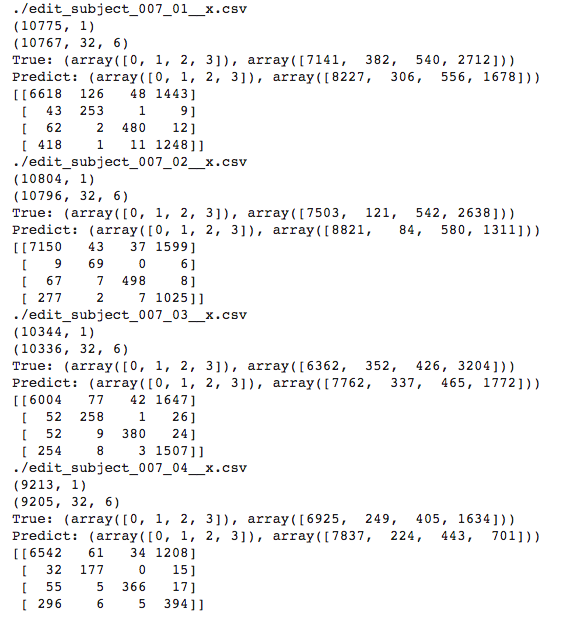 ./edit_subject_007_01__x.csv
(10775, 1)
(10767, 32, 6)
True: (array([0, 1, 2, 3]), array([7141, 382, 540, 2712]))
Predict: (array([0, 1, 2, 3]), array([8227, 306, 556, 1678]))
[[6618 126 48 1443]
[ 43 253 1 9]
[ 62 2 480 12]
[ 418 1 11 1248]]
./edit_subject_007_02__x.csv
(10804, 1)
(10796, 32, 6)
True: (array([0, 1, 2, 3]), array([7503, 121, 542, 2638]))
Predict: (array([0, 1, 2, 3]), array([8821, 84, 580, 1311]))
[[7150 43 37 1599]
[ 9 69 0 6]
[ 67 7 498 8]
[ 277 2 7 1025]]
./edit_subject_007_03__x.csv
(10344, 1)
(10336, 32, 6)
True: (array([0, 1, 2, 3]), array([6362, 352, 426, 3204]))
Predict: (array([0, 1, 2, 3]), array([7762, 337, 465, 1772]))
[[6004 77 42 1647]
[ 52 258 1 26]
[ 52 9 380 24]
[ 254 8 3 1507]]
./edit_subject_007_04__x.csv
(9213, 1)
(9205, 32, 6)
True: (array([0, 1, 2, 3]), array([6925, 249, 405, 1634]))
Predict: (array([0, 1, 2, 3]), array([7837, 224, 443, 701]))
[[6542 61 34 1208]
[ 32 177 0 15]
[ 55 5 366 17]
[ 296 6 5 394]]